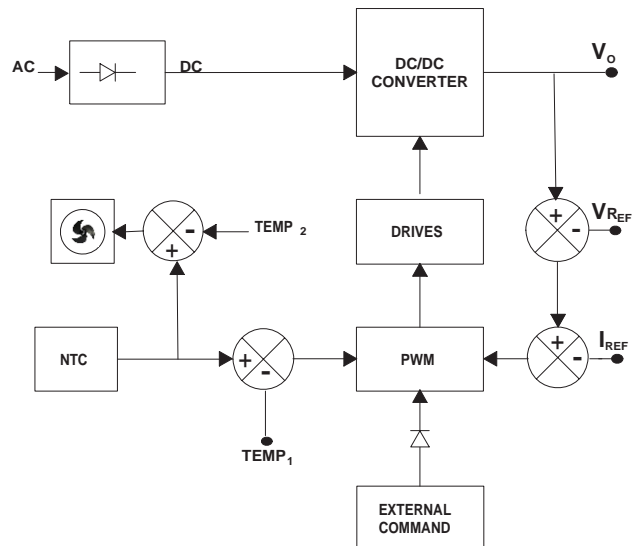 AC
DC
DC/DC
CONVERTER
VO
+
-
VREF
DRIVES
-
+
TEMP 2
NTC
+
-
PWM
+
-
IREF
TEMP1
EXTERNAL
COMMAND